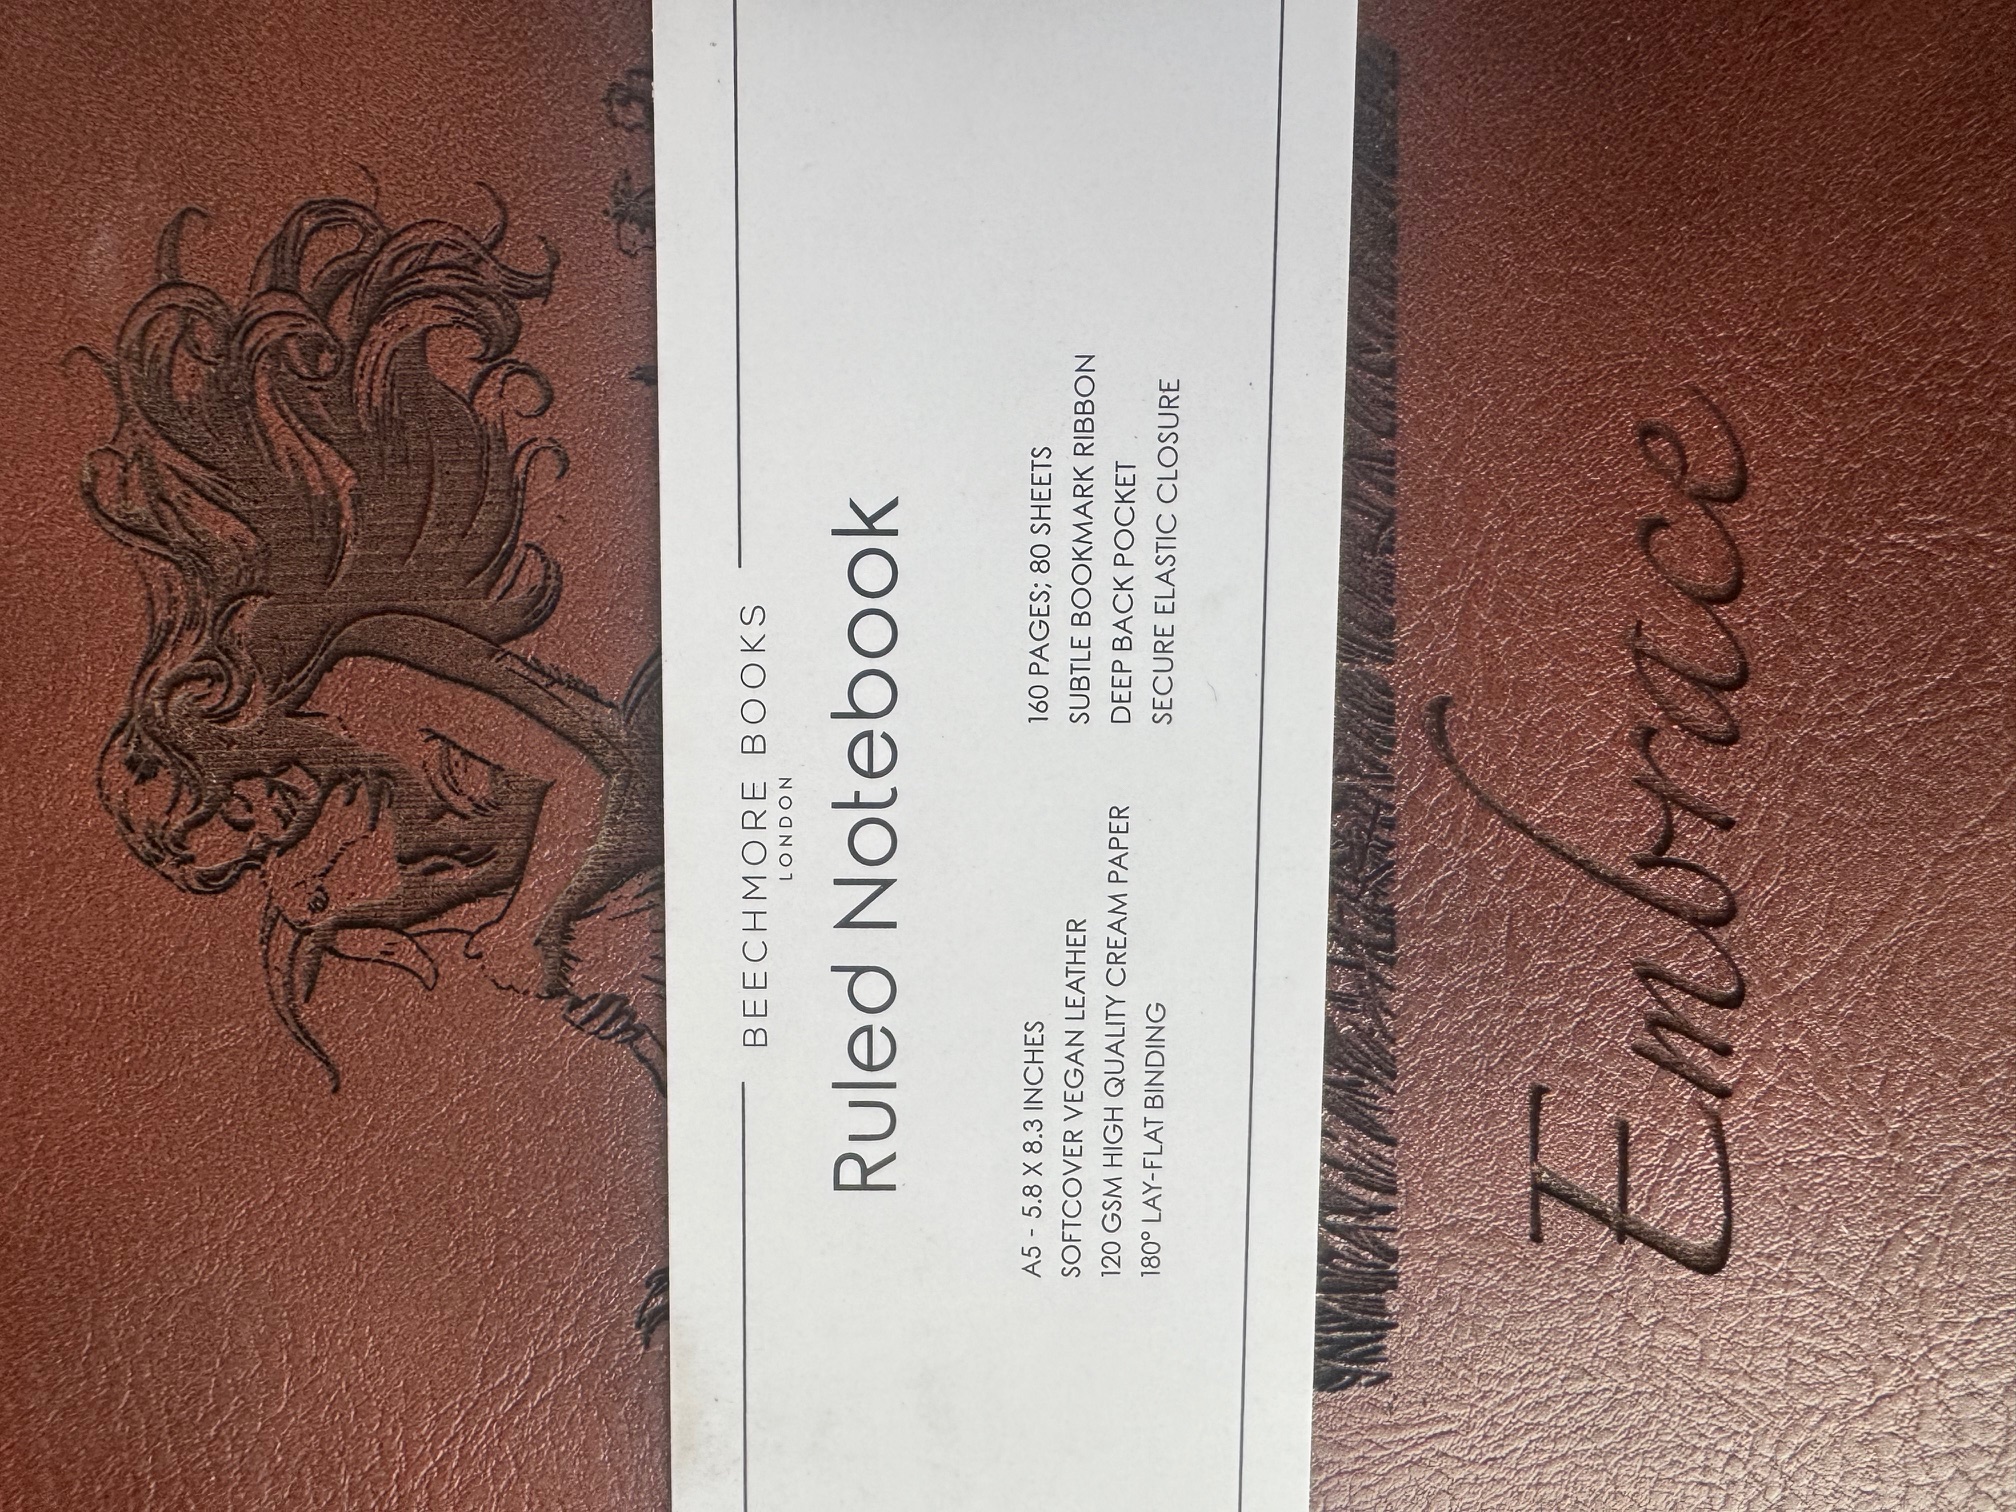 BEECHMORE BOOKS
LONDON
Ruled Notebook
A5 - 5.8 X 8.3 INCHES
SOFTCOVER VEGAN LEATHER
120 GSM HIGH QUALITY CREAM PAPER
180° LAY-FLAT BINDING
160 PAGES; 80 SHEETS
SUBTLE BOOKMARK RIBBON
DEEP BACK POCKET
SECURE ELASTIC CLOSURE
Embrace